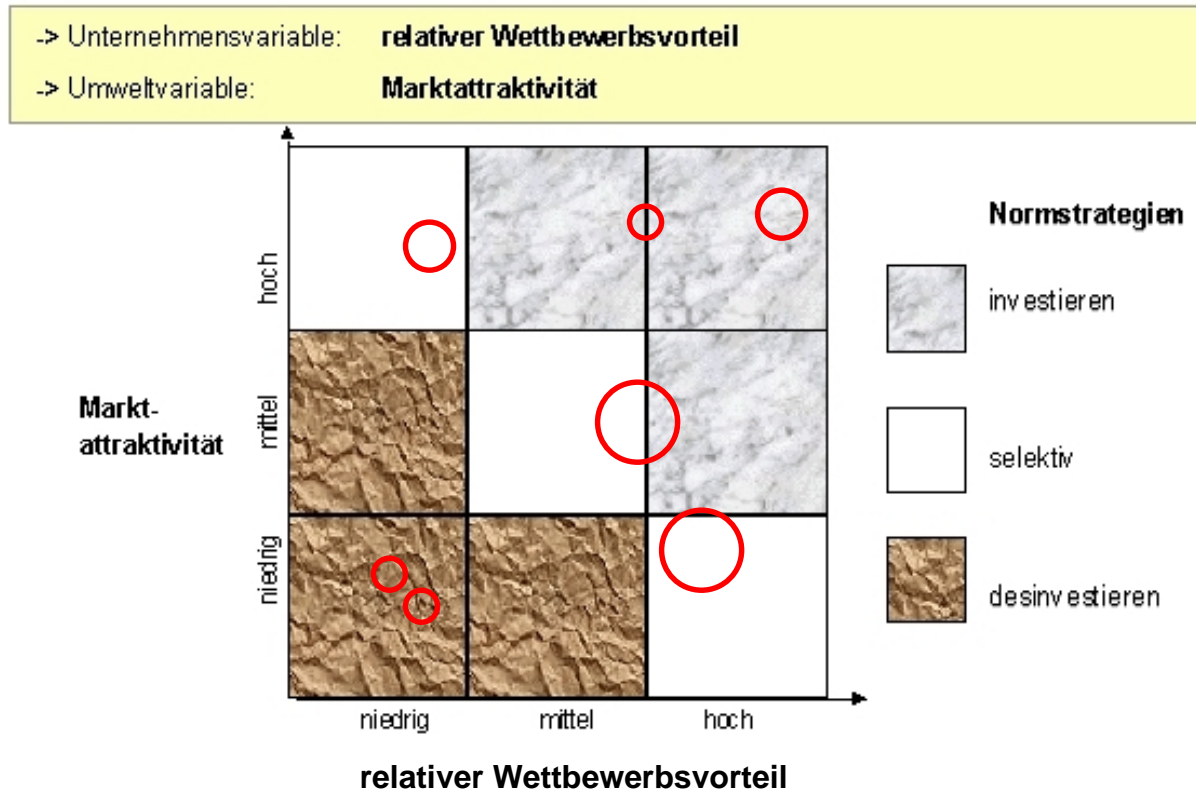 -> Unternehmensvariable: relativer Wettbewerbsvorteil
-> Umweltvariable: Marktattraktivität
Normstrategien
hoch
investieren
Markt-
attraktivität
mittel
selektiv
niedrig
desinvestieren
niedrig mittel hoch
relativer Wettbewerbsvorteil